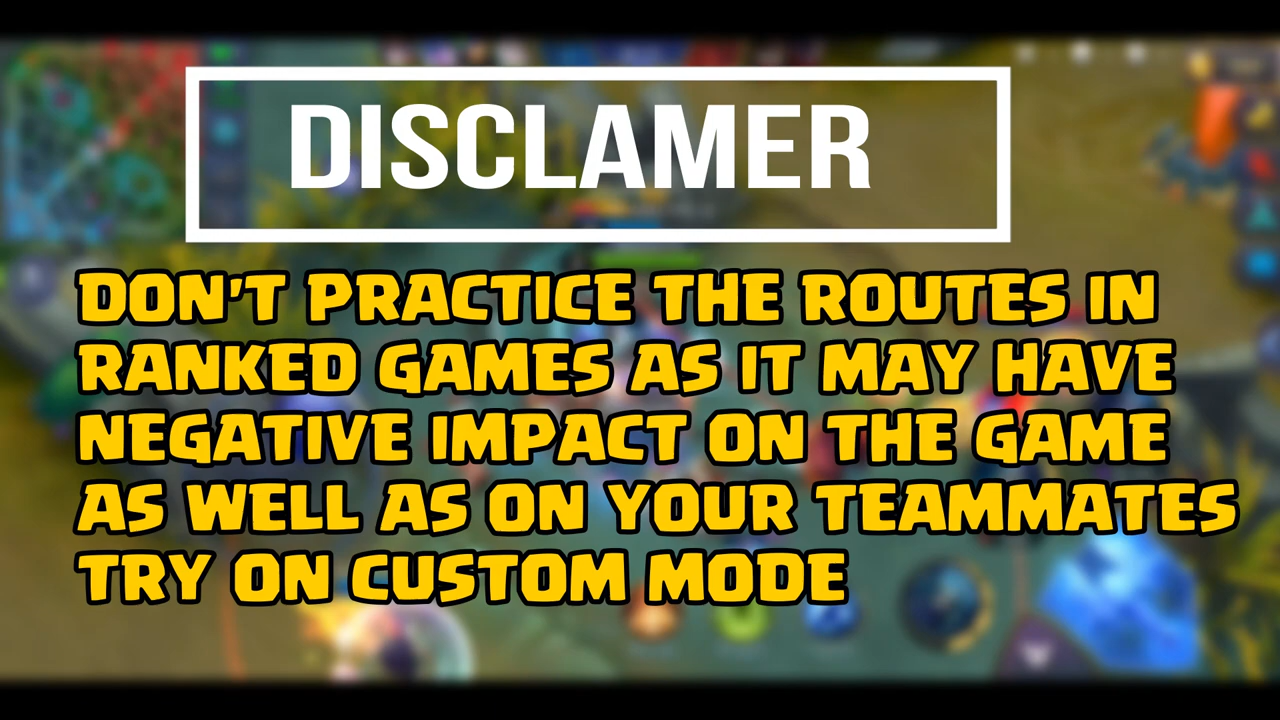 DISCLAMER
DON'T PRACTICE THE ROUTES IN
RANKED GAMES AS IT MAY HAVE
NEGATIVE IMPACT ON THE GAME
AS WELL AS ON YOUR TEAMMATES
TRY ON CUSTOM MODE